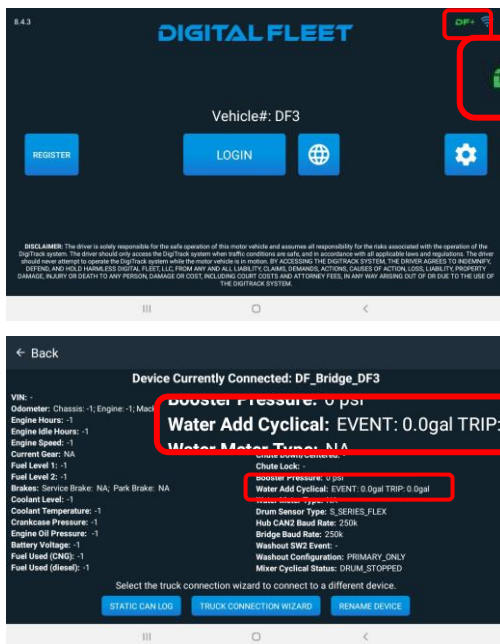 8.4.3
DIGITAL FLEET
DF+
Vehicle#: DF3
REGISTER
LOGIN
DISCLAIMER: The driver is solely responsible for the safe operation of this motor vehicle and assumes all responsibility for the risks associated with the operation of the
DigiTrack system. The driver should only access the DigiTrack system when traffic conditions are safe, and in accordance with all applicable laws and regulations. The driver
should never attempt to operate the DigiTrack system while the motor vehicle is in motion. BY ACCESSING THE DIGITRACK SYSTEM, THE DRIVER AGREES TO INDEMNIFY,
DEFEND, AND HOLD HARMLESS DIGITAL FLEET, LLC, FROM ANY AND ALL LIABILITY, CLAIMS, DEMANDS, ACTIONS, CAUSES OF ACTION, LOSS, LIABILITY, PROPERTY
DAMAGE, INJURY OR DEATH TO ANY PERSON, DAMAGE OR COST, INCLUDING COURT COSTS AND ATTORNEY FEES, IN ANY WAY ARISING OUT OF OR DUE TO THE USE OF
THE DIGITRACK SYSTEM.
← Back
Device Currently Connected: DF_Bridge_DF3
VIN: -
Odometer: Chassis: -1; Engine: -1; Mack
Engine Hours: -1
Engine Idle Hours: -1
Engine Speed: -1
Current Gear: NA
Fuel Level 1: -1
Fuel Level 2: -1
Brakes: Service Brake: NA; Park Brake: NA
Coolant Level: -1
Coolant Temperature: -1
Crankcase Pressure: -1
Engine Oil Pressure: -1
Battery Voltage: -1
Fuel Used (CNG): -1
Fuel Used (diesel): -1
Booster Pressure: 0 psi
Water Add Cyclical: EVENT: 0.0gal TRIP:
Water Meter Type: NA
Chute Down/Centered: -
Chute Lock: -
Booster Pressure: 0 psi
Water Add Cyclical: EVENT: 0.0gal TRIP: 0.0gal
Water Meter Type: NA
Drum Sensor Type: S_SERIES_FLEX
Hub CAN2 Baud Rate: 250k
Bridge Baud Rate: 250k
Washout SW2 Event: -
Washout Configuration: PRIMARY_ONLY
Mixer Cyclical Status: DRUM_STOPPED
Select the truck connection wizard to connect to a different device.
STATIC CAN LOG
TRUCK CONNECTION WIZARD
RENAME DEVICE